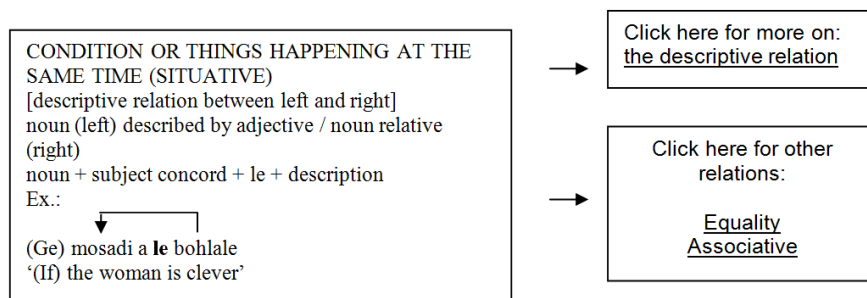 CONDITION OR THINGS HAPPENING AT THE
SAME TIME (SITUATIVE)
[descriptive relation between left and right]
noun (left) described by adjective / noun relative
(right)
noun + subject concord + le + description
Ex.:
(Ge) mosadi a le bohlale
‘(If) the woman is clever’
Click here for more on:
the descriptive relation
Click here for other
relations:
Equality
Associative